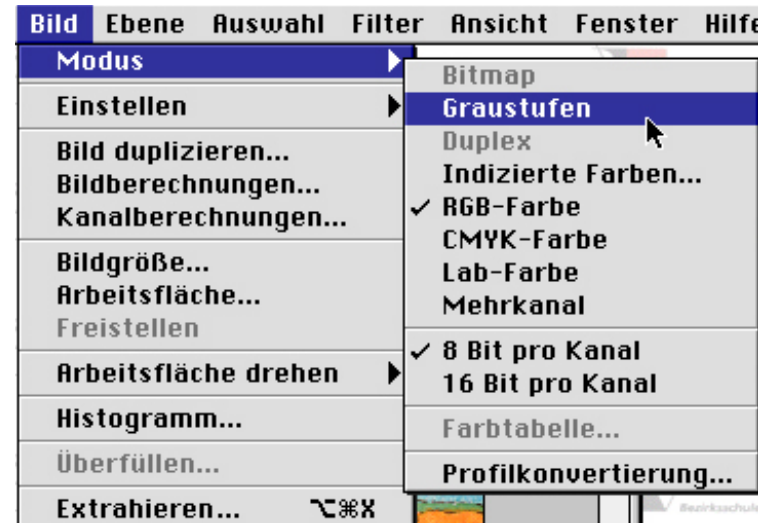 Bild Ebene Auswahl Filter Ansicht Fenster Hilfe
Modus
Einstellen
Bild duplizieren...
Bildberechnungen...
Kanalberechnungen...
Bildgröße...
Arbeitsfläche...
Freistellen
Arbeitsfläche drehen
Histogramm...
Überfüllen...
Extrahieren... ⌥⌘X
Bitmap
Graustufen
Duplex
Indizierte Farben...
✓ RGB-Farbe
CMYK-Farbe
Lab-Farbe
Mehrkanal
✓ 8 Bit pro Kanal
16 Bit pro Kanal
Farbtabelle...
Profilkonvertierung...
Bezirksschule